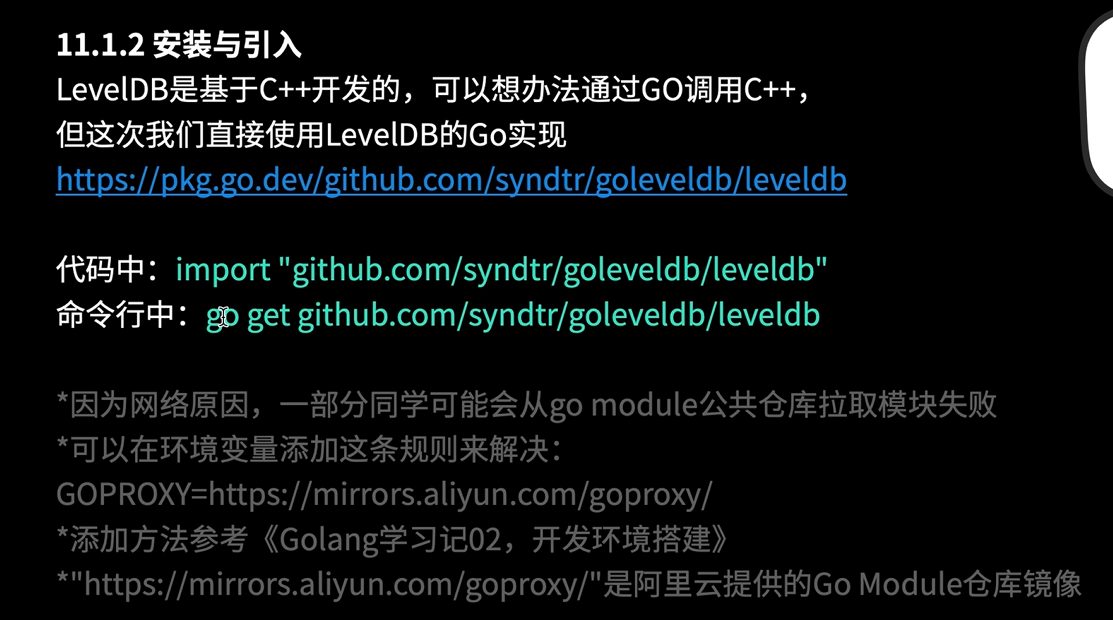 11.1.2 安装与引入
LevelDB是基于C++开发的，可以想办法通过GO调用C++，
但这次我们直接使用LevelDB的Go实现
https://pkg.go.dev/github.com/syndtr/goleveldb/leveldb
代码中：import "github.com/syndtr/goleveldb/leveldb"
命令行中：go get github.com/syndtr/goleveldb/leveldb
*因为网络原因，一部分同学可能会从go module公共仓库拉取模块失败
*可以在环境变量添加这条规则来解决：
GOPROXY=https://mirrors.aliyun.com/goproxy/
*添加方法参考《Golang学习记02，开发环境搭建》
*"https://mirrors.aliyun.com/goproxy/"是阿里云提供的Go Module仓库镜像